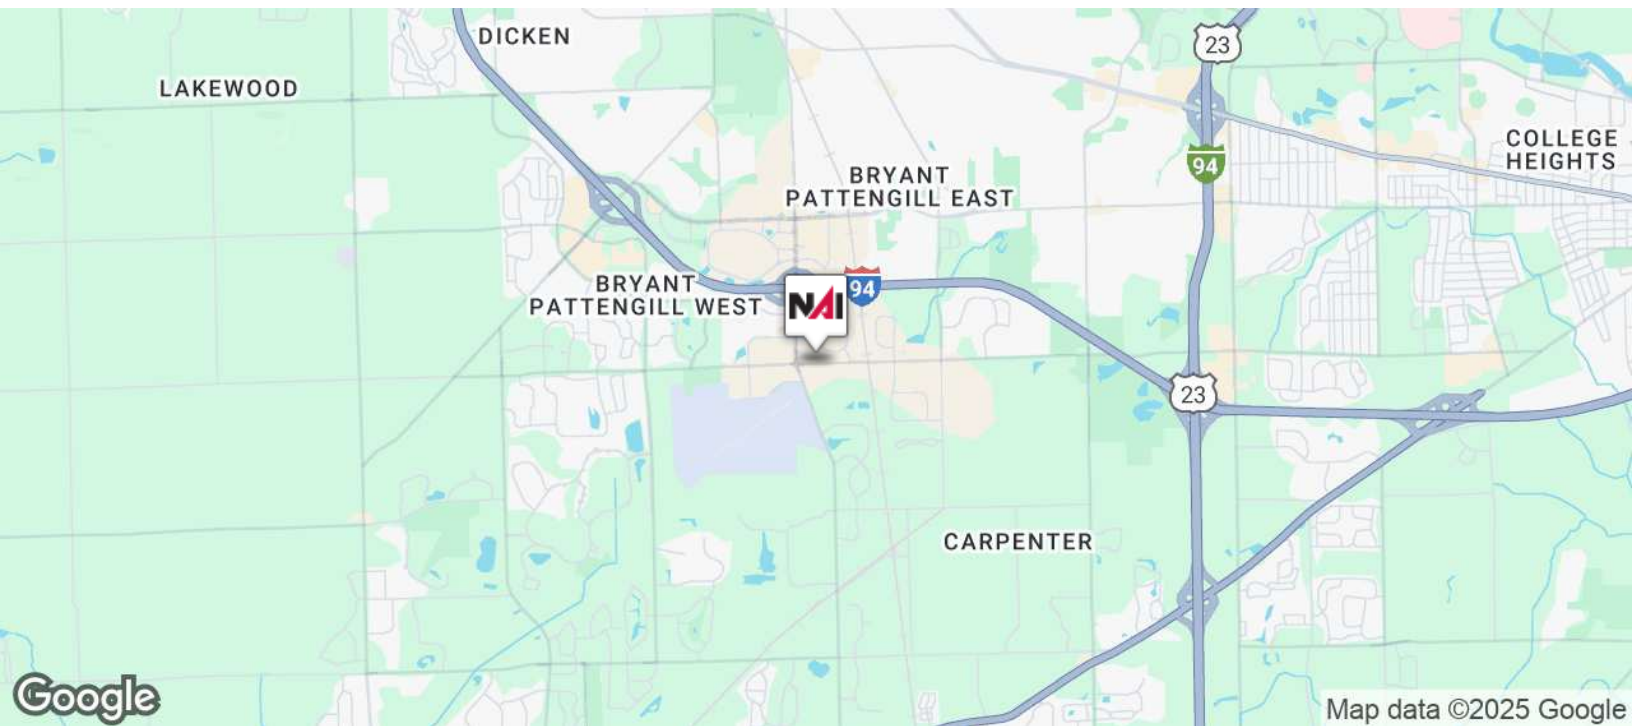 DICKEN
23
LAKEWOOD
COLLEGE
HEIGHTS
94
BRYANT
PATTENGILL EAST
BRYANT
PATTENGILL WEST
NAI
94
23
CARPENTER
Google
Map data ©2025 Google